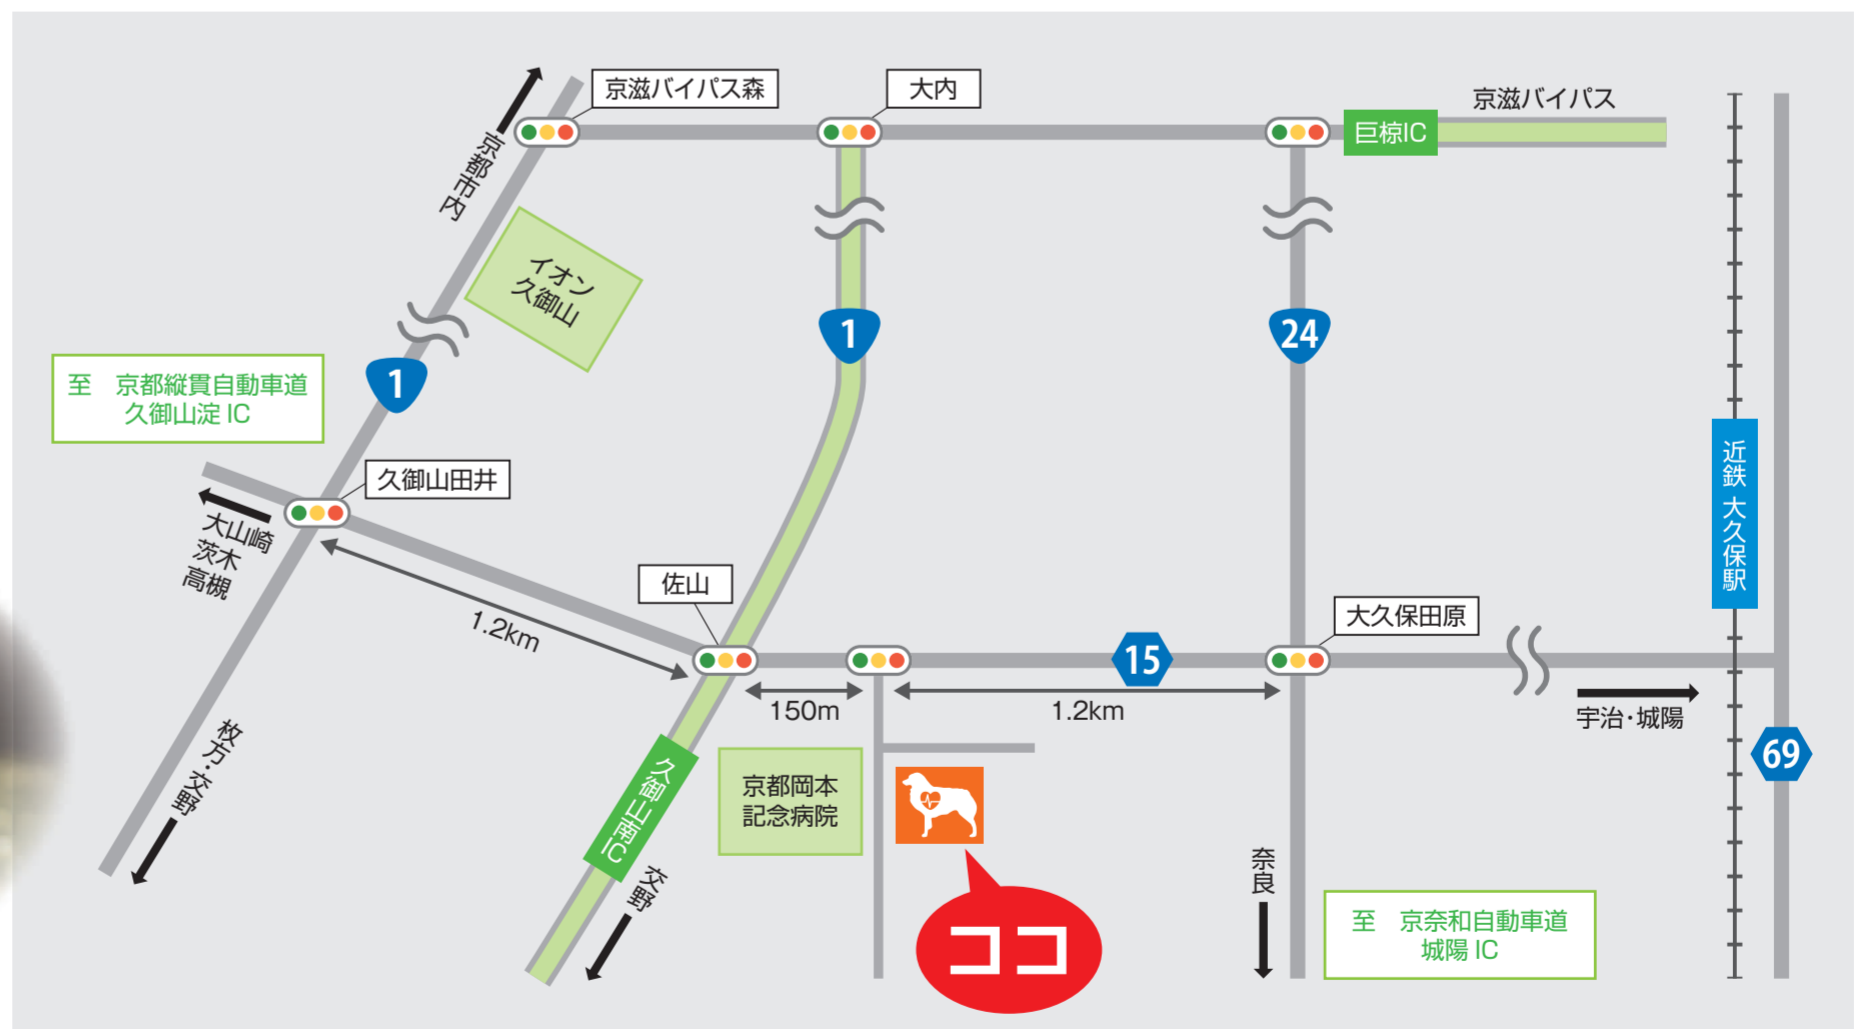 京滋バイパス森
大内
京滋バイパス
巨椋IC
京都市内
イオン
久御山
1
1
24
至　京都縦貫自動車道
久御山淀 IC
久御山田井
大山崎
茨木
高槻
1.2km
佐山
大久保田原
15
近鉄 大久保駅
150m
1.2km
宇治・城陽
69
枚方・交野
久御山南IC
京都岡本
記念病院
交野
奈良
ココ
至　京奈和自動車道
城陽 IC